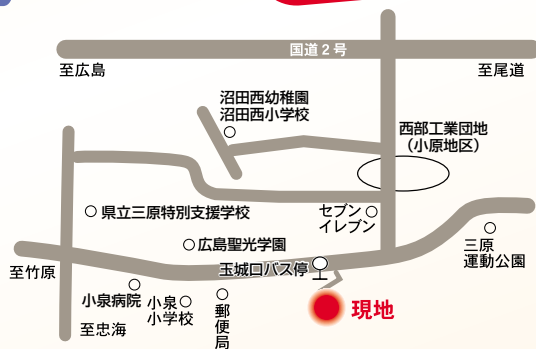 国道2号
至広島
至尾道
沼田西幼稚園
沼田西小学校
西部工業団地
（小原地区）
県立三原特別支援学校
セブン
イレブン
広島聖光学園
三原
運動公園
玉城口バス停
至竹原
小泉病院
小泉
小学校
郵便局
至忠海
現地